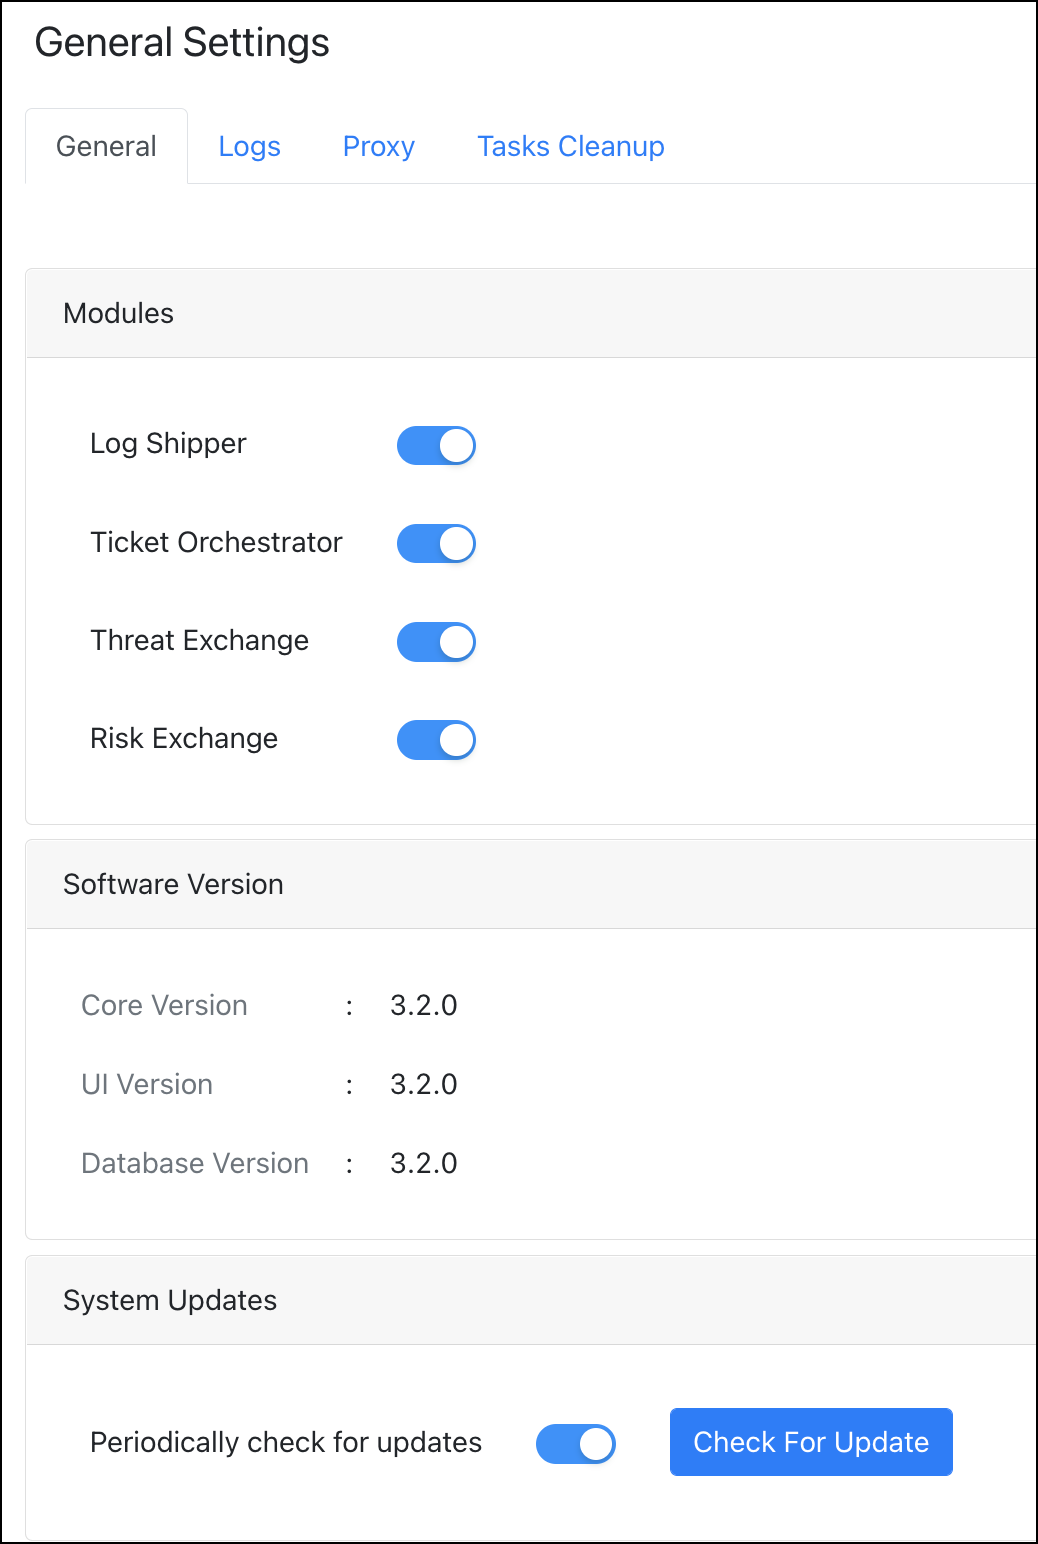 General Settings
General Logs Proxy Tasks Cleanup
Modules
Log Shipper
Ticket Orchestrator
Threat Exchange
Risk Exchange
Software Version
Core Version : 3.2.0
UI Version : 3.2.0
Database Version : 3.2.0
System Updates
Periodically check for updates Check For Update